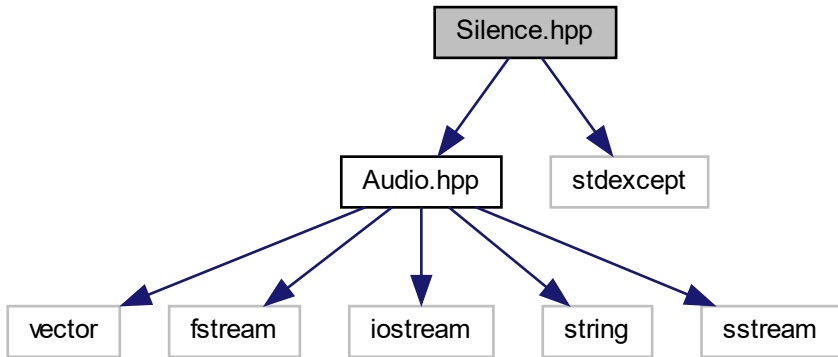 Silence.hpp
Audio.hpp
stdexcept
vector
fstream
iostream
string
sstream